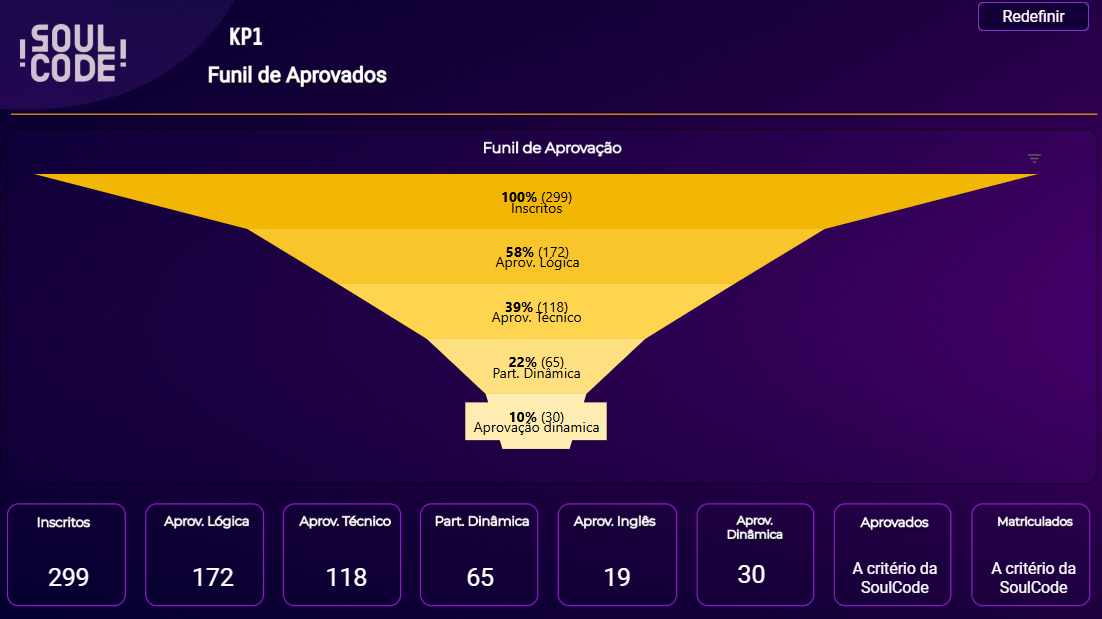 !SOUL
CODE!
KP1
Redefinir
Funil de Aprovados
Funil de Aprovação
100% (299)
Inscritos
58% (172)
Aprov. Lógica
39% (118)
Aprov. Técnico
22% (65)
Part. Dinâmica
10% (30)
Aprovação dinamica
Inscritos
299
Aprov. Lógica
172
Aprov. Técnico
118
Part. Dinâmica
65
Aprov. Inglês
19
Aprov.
Dinâmica
30
Aprovados
A critério da
SoulCode
Matriculados
A critério da
SoulCode